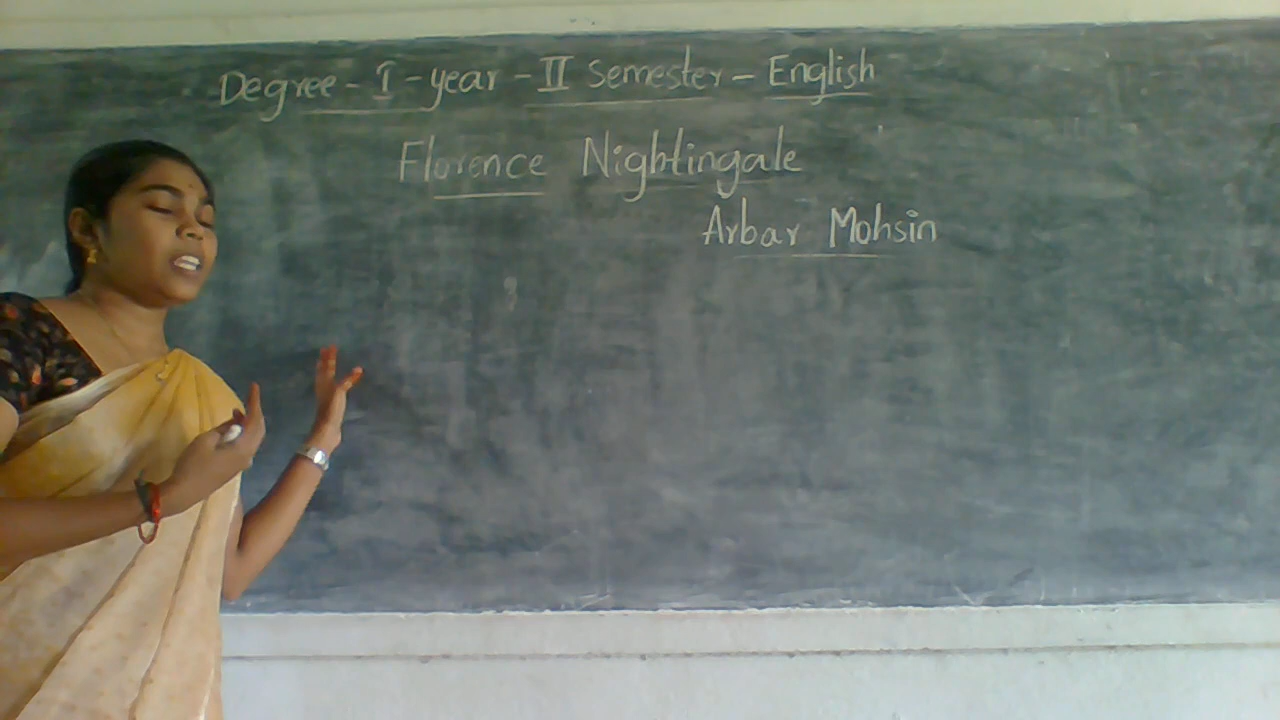 Degree - I - year - II Semester - English
Florence Nightingale
Arbar Mohsin